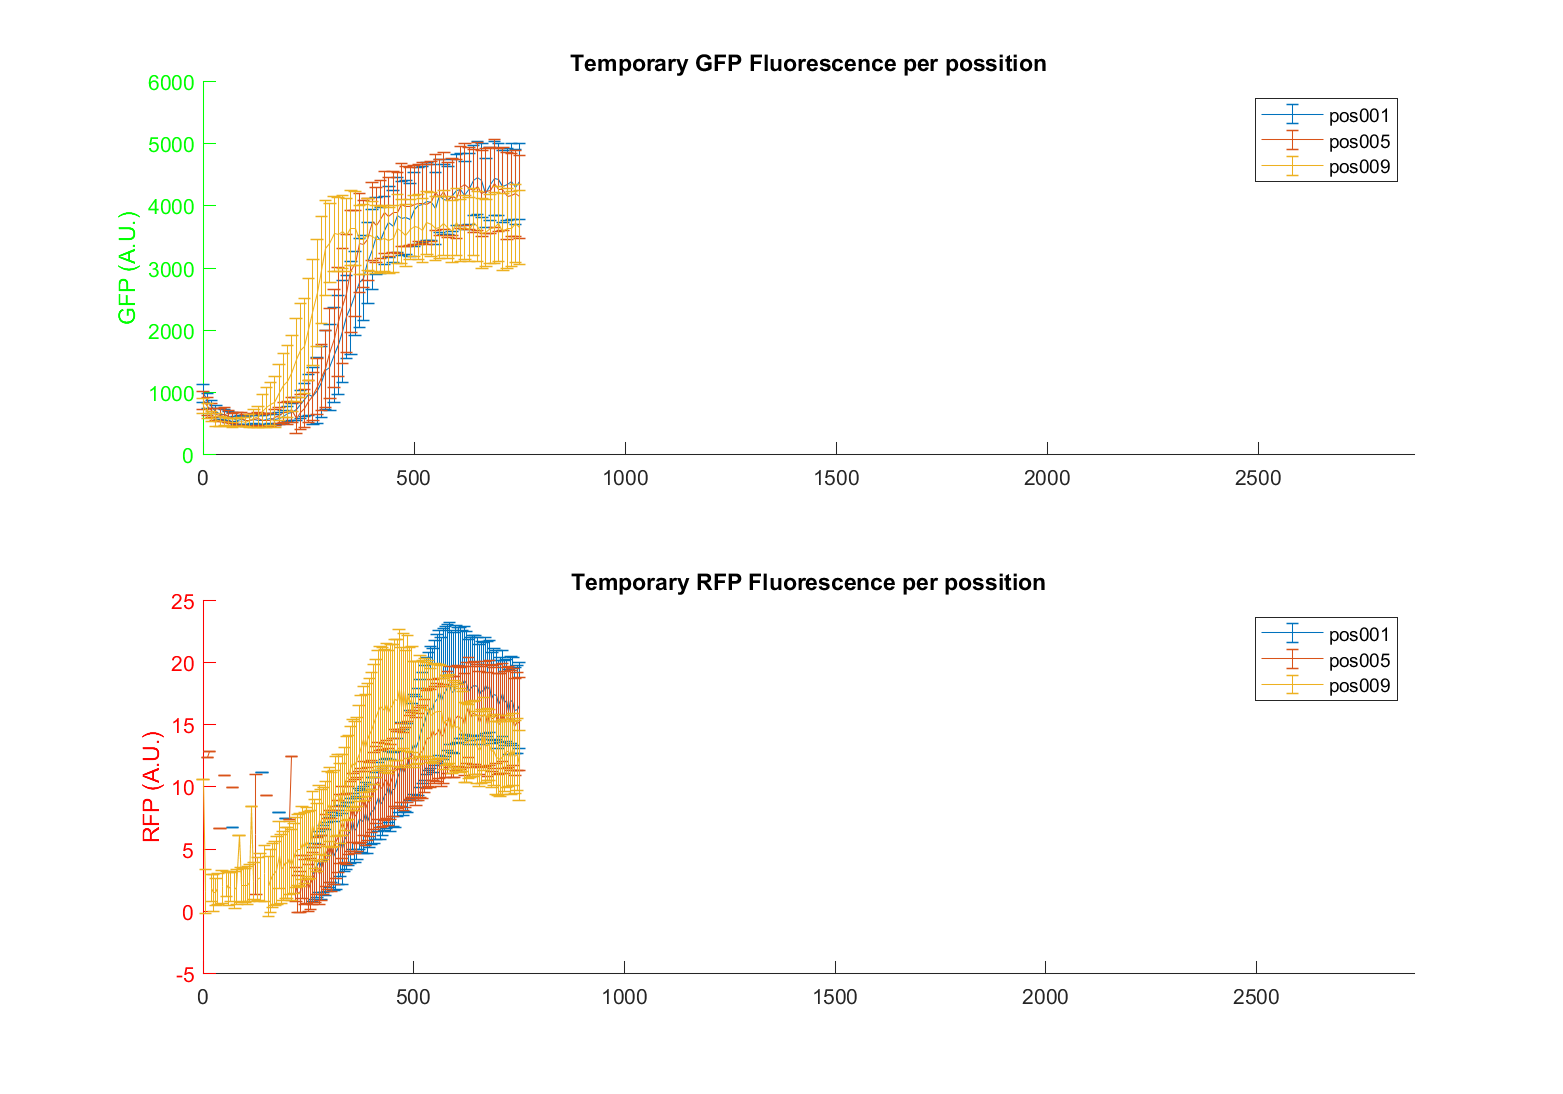 Temporary GFP Fluorescence per possition
6000
5000
4000
3000
2000
1000
0
GFP (A.U.)
pos001
pos005
pos009
0 500 1000 1500 2000 2500
Temporary RFP Fluorescence per possition
25
20
15
10
5
0
-5
RFP (A.U.)
pos001
pos005
pos009
0 500 1000 1500 2000 2500